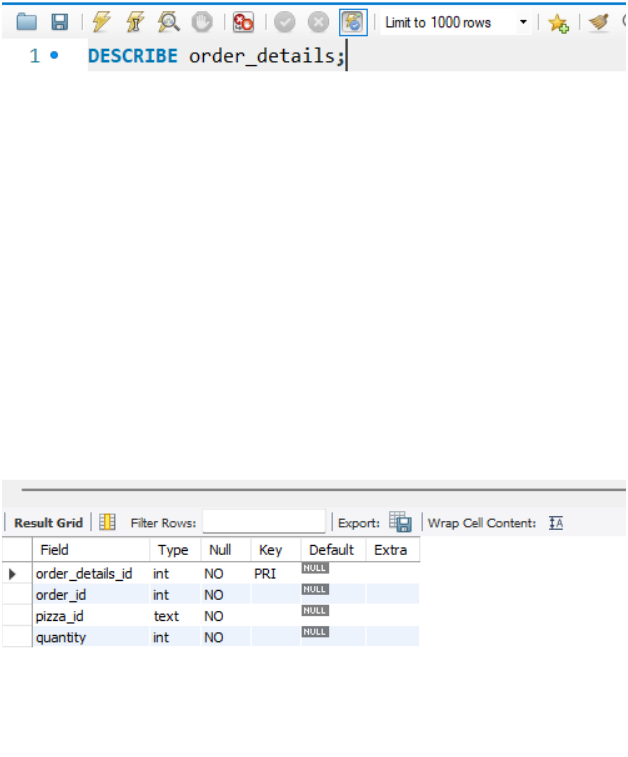 Limit to 1000 rows
1 DESCRIBE order_details;
Result Grid Filter Rows: Export: Wrap Cell Content: IA
Field Type Null Key Default Extra
order_details_id int NO PRI NULL
order_id int NO NULL
pizza_id text NO NULL
quantity int NO NULL